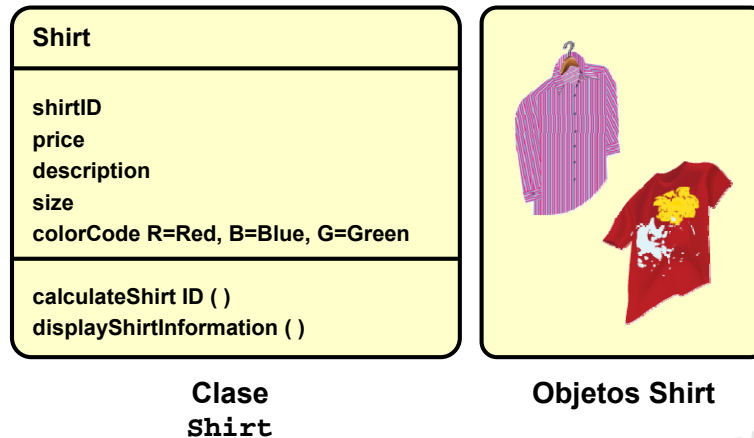 Shirt
shirtID
price
description
size
colorCode R=Red, B=Blue, G=Green
calculateShirt ID ( )
displayShirtInformation ( )
Clase
Shirt
Objetos Shirt